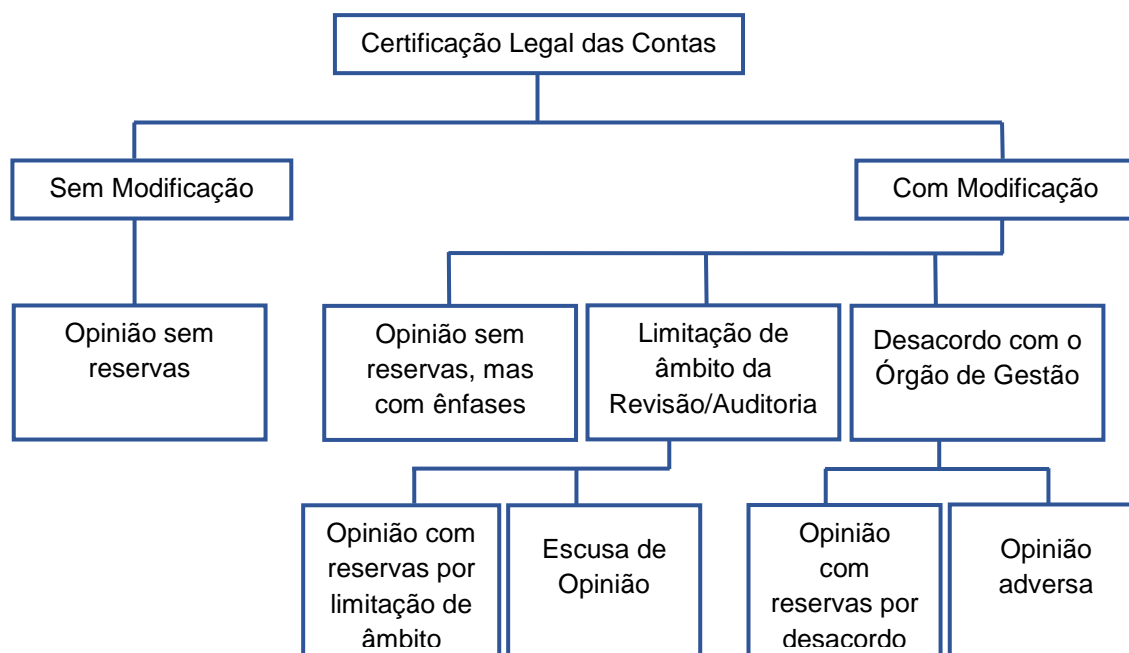 Certificação Legal das Contas
Sem Modificação
Com Modificação
Opinião sem
reservas
Opinião sem
reservas, mas
com ênfases
Limitação de
âmbito da
Revisão/Auditoria
Desacordo com o
Órgão de Gestão
Opinião com
reservas por
limitação de
âmbito
Escusa de
Opinião
Opinião
com
reservas por
desacordo
Opinião
adversa